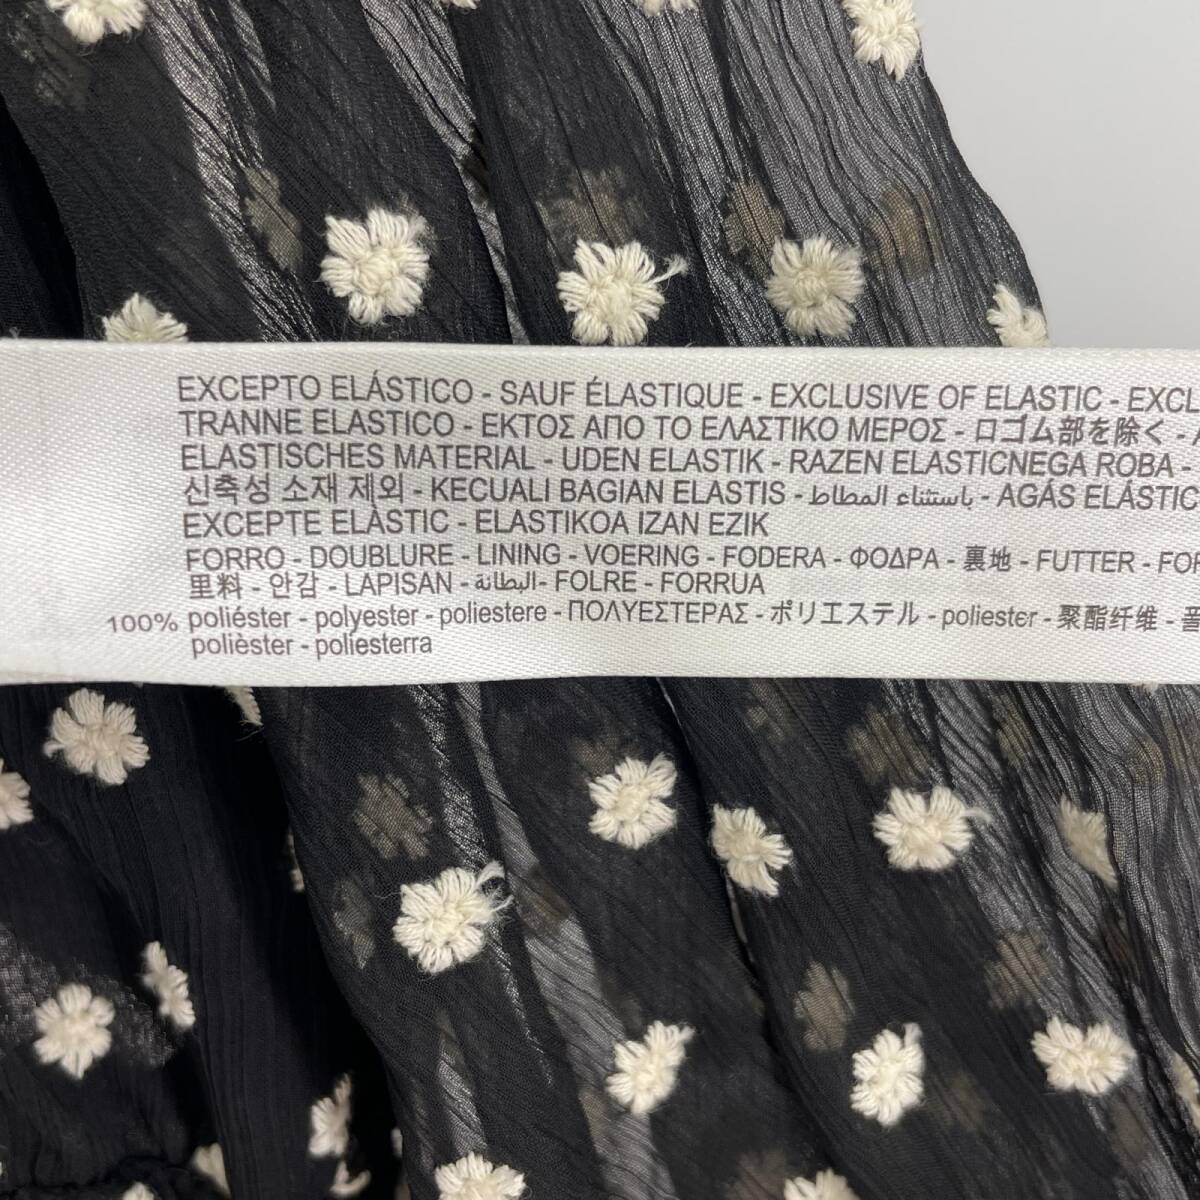 EXCEPTO ELÁSTICO - SAUF ÉLASTIQUE - EXCLUSIVE OF ELASTIC - EXCL
TRANNE ELASTICO - ΕΚΤΟΣ ΑΠΟ ΤΟ ΕΛΑΣΤΙΚΟ ΜΕΡΟΣ - ロゴム部を除く -
ELASTISCHES MATERIAL - UDEN ELASTIK - RAZEN ELASTICNEGA ROBA -
신축성 소재 제외 - KECUALI BAGIAN ELASTIS - باستثناء المطاط - AGÁS ELÁSTIC
EXCEPTE ELÀSTIC - ELASTIKOA IZAN EZIK
FORRO - DOUBLURE - LINING - VOERING - FODERA - ΦΟΔΡΑ - 裏地 - FUTTER - FOR
里料 - 안감 - LAPISAN - البطانة - FOLRE - FORRUA
100% poliéster - polyester - poliestere - ΠΟΛΥΕΣΤΕΡΑΣ - ポリエステル - poliester - 聚酯纤维 -
polièster - poliesterra